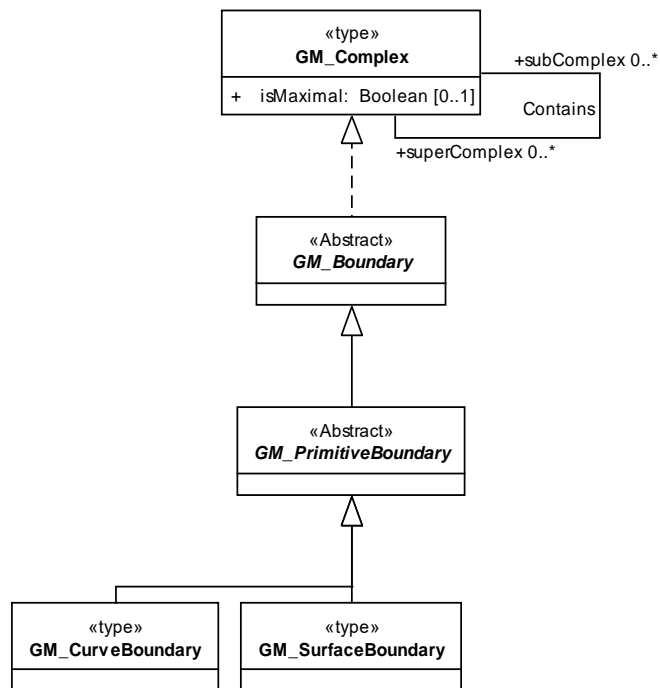 «type»
GM_Complex
+ isMaximal: Boolean [0..1]
+subComplex 0..*
Contains
+superComplex 0..*
«Abstract»
GM_Boundary
«Abstract»
GM_PrimitiveBoundary
«type»
GM_CurveBoundary
«type»
GM_SurfaceBoundary